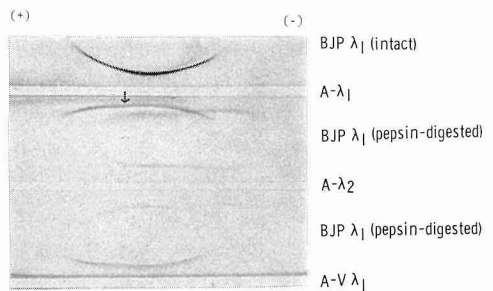 (+) (-)
BJP λ₁ (intact)
A-λ₁
BJP λ₁ (pepsin-digested)
A-λ₂
BJP λ₁ (pepsin-digested)
A-V λ₁